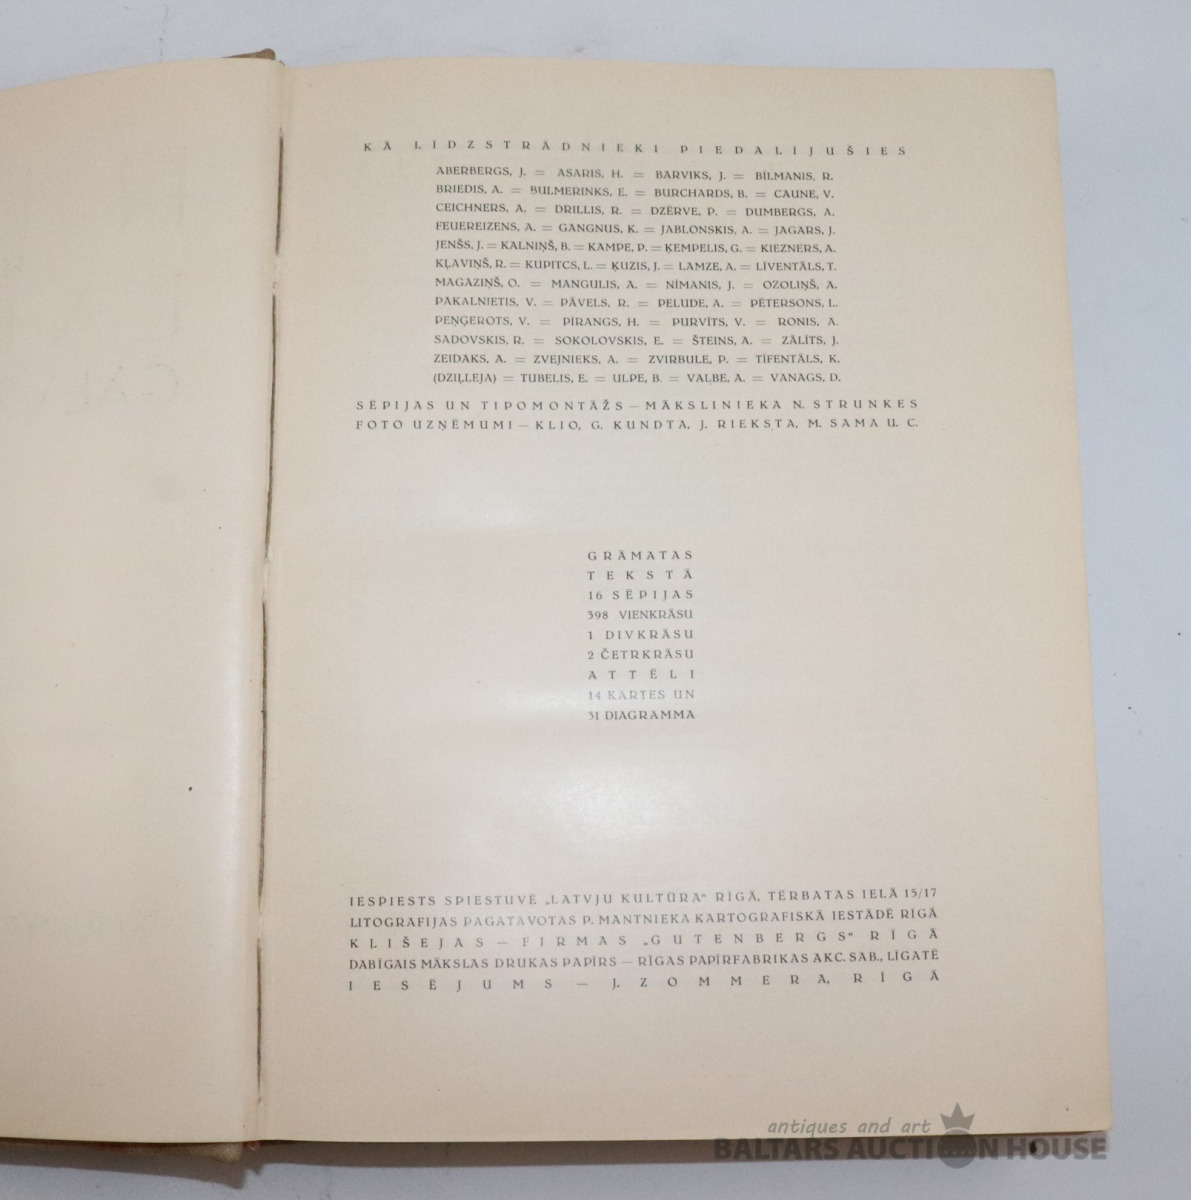 KĀ LĪDZSTRĀDNIEKI PIEDALIJUŠIES
ABERBERGS, J. = ASARIS, H. = BARVIKS, J. = BĪLMANIS, R.
BRIEDIS, A. = BULMERINKS, E. = BURCHARDS, B. = CAUNE, V.
CEICHNERS, A. = DRILLIS, R. = DZĒRVE, P. = DUMBERGS, A.
FEUEREIZENS, A. = GANGNUS, K. = JABLONSKIS, A. = JAGARS, J.
JENŠS, J. = KALNIŅŠ, B. = KAMPE, P. = ĶEMPELIS, G. = KIEZNERS, A.
KĻAVIŅŠ, R. = KUPITCS, L. = ĶUZIS, J. = LAMZE, A. = LĪVENTĀLS, T.
MAGAZIŅŠ, O. = MANGULIS, A. = NĪMANIS, J. = OZOLIŅŠ, A.
PAKALNIETIS, V. = PĀVELS, R. = PELUDE, A. = PĒTERSONS, L.
PEŅĢEROTS, V. = PĪRANGS, H. = PURVĪTS, V. = RONIS, A.
SADOVSKIS, R. = SOKOLOVSKIS, E. = ŠTEINS, A. = ZĀLĪTS, J.
ZEIDAKS, A. = ZVEJNIEKS, A. = ZVIRBULE, P. = TĪFENTĀLS, K.
(DZIĻLEJA) = TUBELIS, E. = ULPE, B. = VAĻBE, A. = VANAGS, D.
SĒPIJAS UN TIPOMONTĀŽS — MĀKSLINIEKA N. STRUNKES
FOTO UZŅĒMUMI — KLIO, G. KUNDTA, J. RIEKSTA, M. SAMA U. C.
GRĀMATAS
TEKSTĀ
16 SĒPIJAS
398 VIENKRĀSU
1 DIVKRĀSU
2 ČETRKRĀSU
ATTĒLI
14 KARTES UN
31 DIAGRAMMA
IESPIESTS SPIESTUVĒ „LATVJU KULTŪRA“ RĪGĀ, TĒRBATAS IELĀ 15/17
LITOGRAFIJAS PAGATAVOTAS P. MANTNIEKA KARTOGRAFISKĀ IESTĀDĒ RĪGĀ
KLIŠEJAS — FIRMAS „GUTENBERGS“ RĪGĀ
DABĪGAIS MĀKSLAS DRUKAS PAPĪRS — RĪGAS PAPĪRFABRIKAS AKC. SAB., LĪGATĒ
IESĒJUMS — J. ZOMMERA, RĪGĀ
antiques and art
BALTARS AUCTION HOUSE